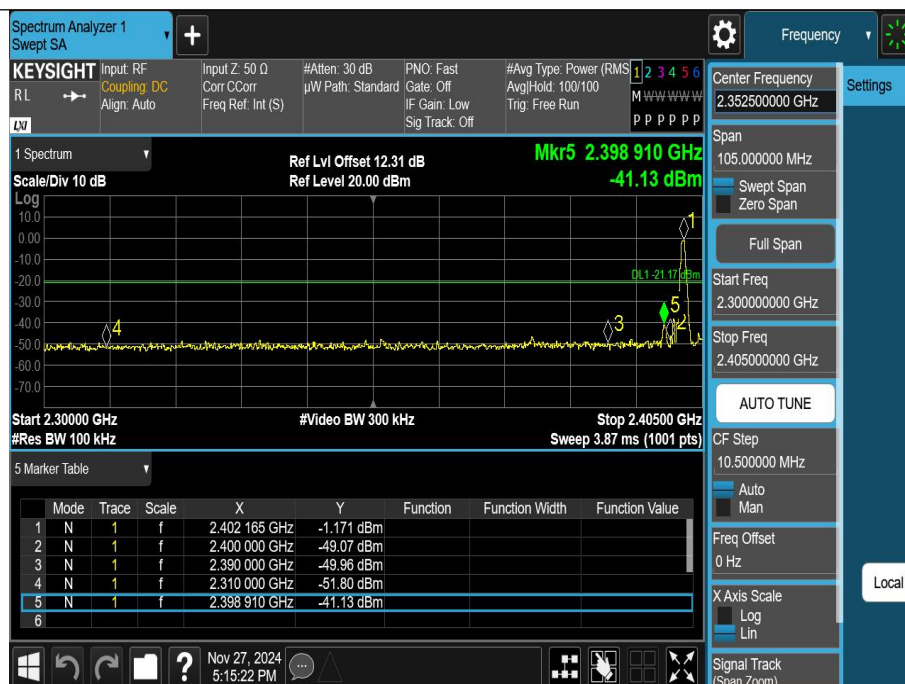 Spectrum Analyzer 1
Swept SA
+
Frequency
KEYSIGHT
RL
LXI
Input: RF
Coupling: DC
Align: Auto
Input Z: 50 Ω
Corr CCorr
Freq Ref: Int (S)
#Atten: 30 dB
µW Path: Standard
PNO: Fast
Gate: Off
IF Gain: Low
Sig Track: Off
#Avg Type: Power (RMS
Avg|Hold: 100/100
Trig: Free Run
1 2 3 4 5 6
M W W W W W
P P P P P P
Center Frequency
2.352500000 GHz
Settings
1 Spectrum
Scale/Div 10 dB
Ref Lvl Offset 12.31 dB
Ref Level 20.00 dBm
Mkr5 2.398 910 GHz
-41.13 dBm
Span
105.000000 MHz
Swept Span
Zero Span
Full Span
Start Freq
2.300000000 GHz
Stop Freq
2.405000000 GHz
AUTO TUNE
CF Step
10.500000 MHz
Auto
Man
Freq Offset
0 Hz
X Axis Scale
Log
Lin
Signal Track
(Span Zoom)
Local
Log
10.0
0.00
-10.0
-20.0
-30.0
-40.0
-50.0
-60.0
-70.0
1
DL1 -21.17 dBm
5
4
3
2
Start 2.30000 GHz
#Video BW 300 kHz
Stop 2.40500 GHz
#Res BW 100 kHz
Sweep 3.87 ms (1001 pts)
5 Marker Table
Mode Trace Scale X Y Function Function Width Function Value
1 N 1 f 2.402 165 GHz -1.171 dBm
2 N 1 f 2.400 000 GHz -49.07 dBm
3 N 1 f 2.390 000 GHz -49.96 dBm
4 N 1 f 2.310 000 GHz -51.80 dBm
5 N 1 f 2.398 910 GHz -41.13 dBm
6
?
Nov 27, 2024
5:15:22 PM